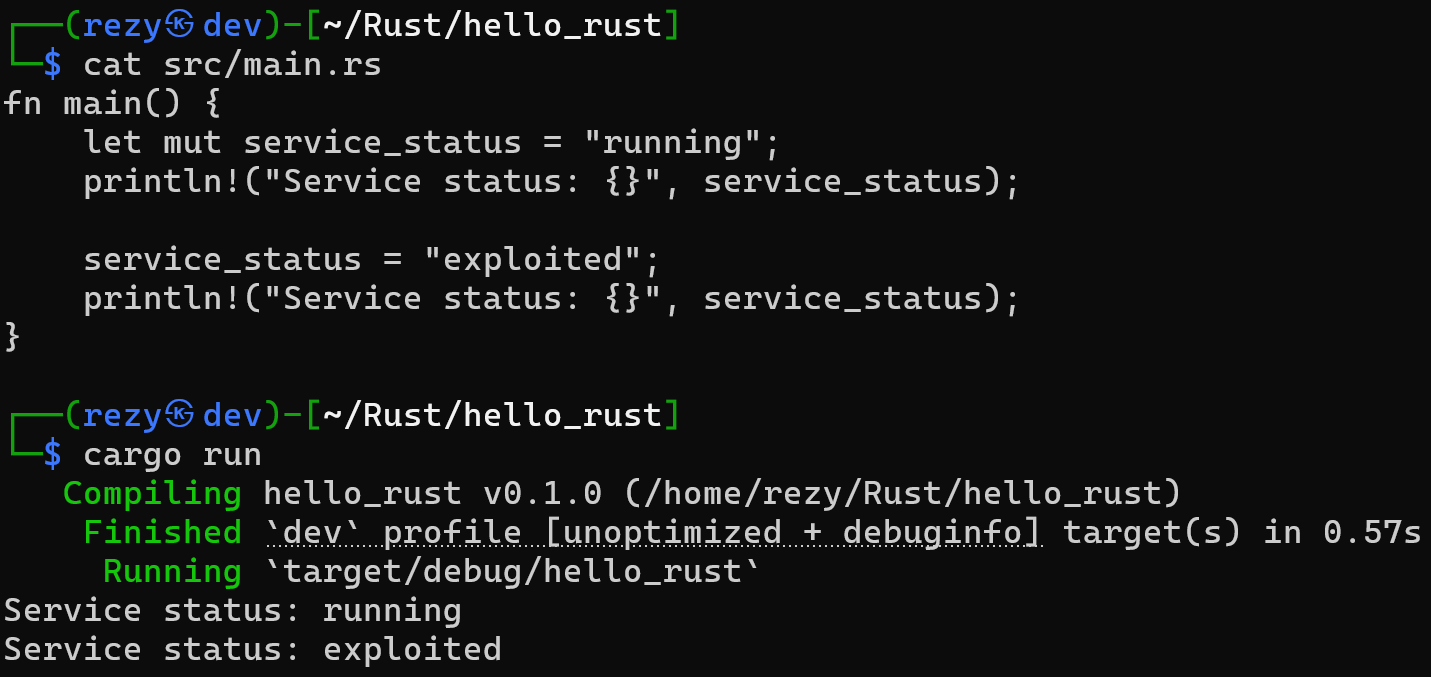 ┌──(rezy㉿dev)-[~/Rust/hello_rust]
└─$ cat src/main.rs
fn main() {
    let mut service_status = "running";
    println!("Service status: {}", service_status);

    service_status = "exploited";
    println!("Service status: {}", service_status);
}

┌──(rezy㉿dev)-[~/Rust/hello_rust]
└─$ cargo run
   Compiling hello_rust v0.1.0 (/home/rezy/Rust/hello_rust)
    Finished `dev` profile [unoptimized + debuginfo] target(s) in 0.57s
     Running `target/debug/hello_rust`
Service status: running
Service status: exploited